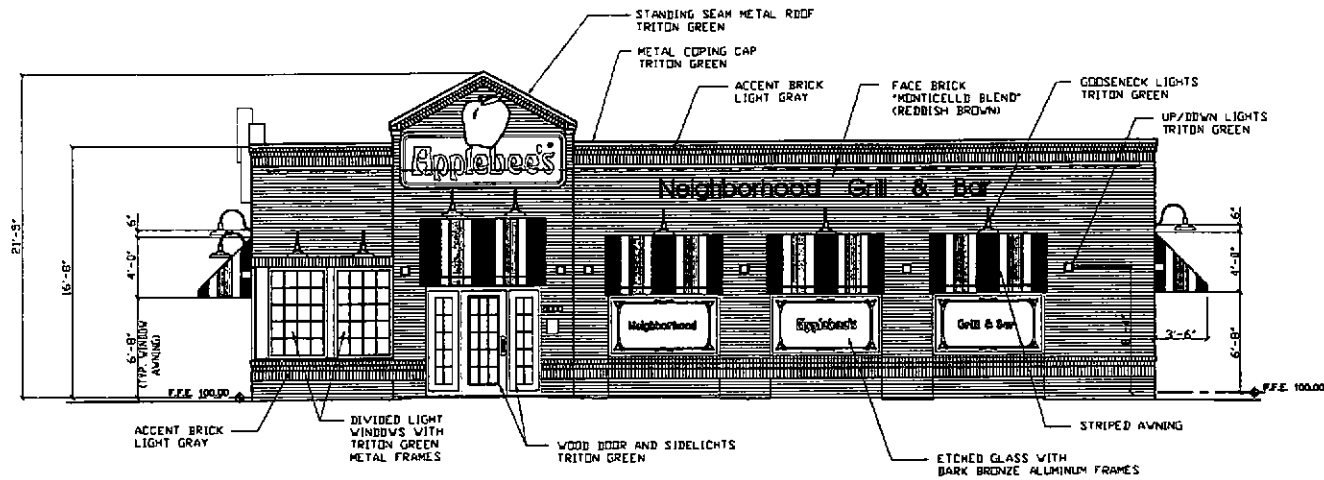 STANDING SEAM METAL ROOF
TRITON GREEN
METAL COPING CAP
TRITON GREEN
ACCENT BRICK
LIGHT GRAY
FACE BRICK
"MONTICELLO BLEND"
(REDDISH BROWN)
GOOSENECK LIGHTS
TRITON GREEN
UP/DOWN LIGHTS
TRITON GREEN
Applebee's®
Neighborhood Grill & Bar
21'-9"
16'-8"
6"
4'-0"
6'-8"
(TYP. WINDOW
AWNING)
F.F.E. 100.00
Neighborhood
Applebee's
Grill & Bar
6"
4'-0"
3'-6"
6'-8"
F.F.E. 100.00
ACCENT BRICK
LIGHT GRAY
DIVIDED LIGHT
WINDOWS WITH
TRITON GREEN
METAL FRAMES
WOOD DOOR AND SIDELIGHTS
TRITON GREEN
STRIPED AWNING
ETCHED GLASS WITH
DARK BRONZE ALUMINUM FRAMES